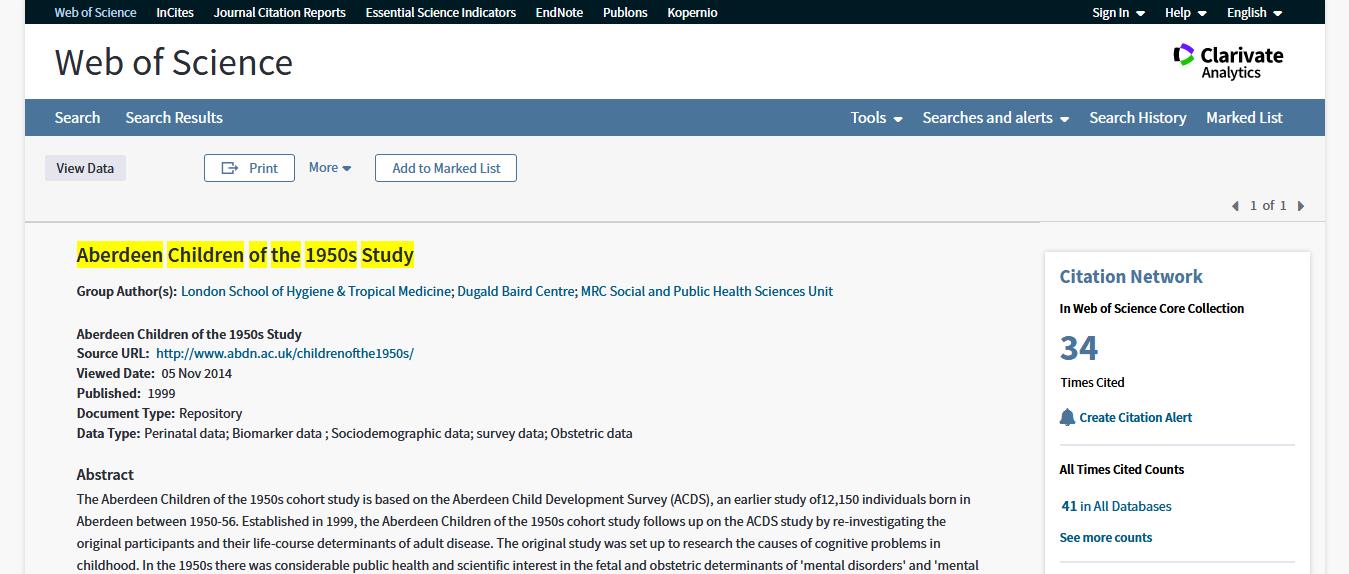 Web of Science InCites Journal Citation Reports Essential Science Indicators EndNote Publons Kopernio Sign In Help English
Web of Science
Clarivate
Analytics
Search Search Results Tools Searches and alerts Search History Marked List
View Data Print More Add to Marked List
1 of 1
Aberdeen Children of the 1950s Study
Group Author(s): London School of Hygiene & Tropical Medicine; Dugald Baird Centre; MRC Social and Public Health Sciences Unit
Aberdeen Children of the 1950s Study
Source URL: http://www.abdn.ac.uk/childrenofthe1950s/
Viewed Date: 05 Nov 2014
Published: 1999
Document Type: Repository
Data Type: Perinatal data; Biomarker data ; Sociodemographic data; survey data; Obstetric data
Abstract
The Aberdeen Children of the 1950s cohort study is based on the Aberdeen Child Development Survey (ACDS), an earlier study of12,150 individuals born in
Aberdeen between 1950-56. Established in 1999, the Aberdeen Children of the 1950s cohort study follows up on the ACDS study by re-investigating the
original participants and their life-course determinants of adult disease. The original study was set up to research the causes of cognitive problems in
childhood. In the 1950s there was considerable public health and scientific interest in the fetal and obstetric determinants of 'mental disorders' and 'mental
Citation Network
In Web of Science Core Collection
34
Times Cited
Create Citation Alert
All Times Cited Counts
41 in All Databases
See more counts